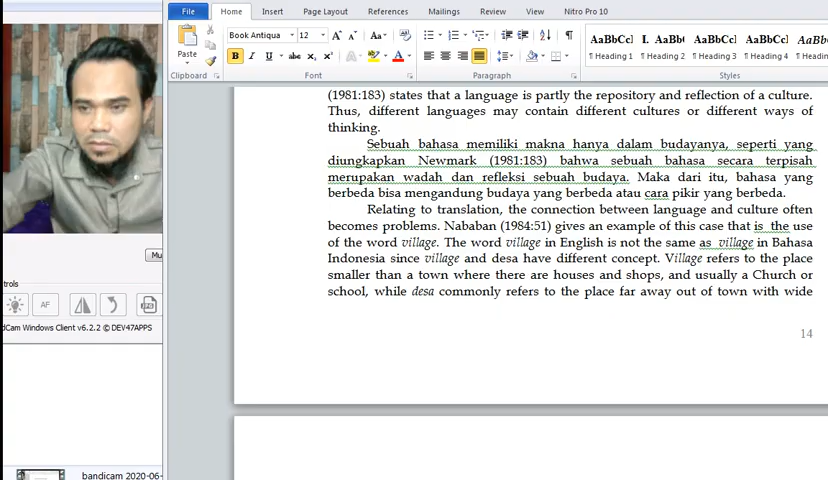 File Home Insert Page Layout References Mailings Review View Nitro Pro 10
Paste
Book Antiqua 12
Clipboard Font Paragraph Styles
AaBbCcI I. AaBb AaBbCc AaBbCc AaBb
¶ Heading 1 ¶ Heading 2 ¶ Heading 3 ¶ Heading 4 ¶ Heading
(1981:183) states that a language is partly the repository and reflection of a culture.
Thus, different languages may contain different cultures or different ways of
thinking.
Sebuah bahasa memiliki makna hanya dalam budayanya, seperti yang
diungkapkan Newmark (1981:183) bahwa sebuah bahasa secara terpisah
merupakan wadah dan refleksi sebuah budaya. Maka dari itu, bahasa yang
berbeda bisa mengandung budaya yang berbeda atau cara pikir yang berbeda.
Relating to translation, the connection between language and culture often
becomes problems. Nababan (1984:51) gives an example of this case that is the use
of the word village. The word village in English is not the same as village in Bahasa
Indonesia since village and desa have different concept. Village refers to the place
smaller than a town where there are houses and shops, and usually a Church or
school, while desa commonly refers to the place far away out of town with wide
14
Mu
trols
AF
dCam Windows Client v6.2.2 © DEV47APPS
bandicam 2020-06-